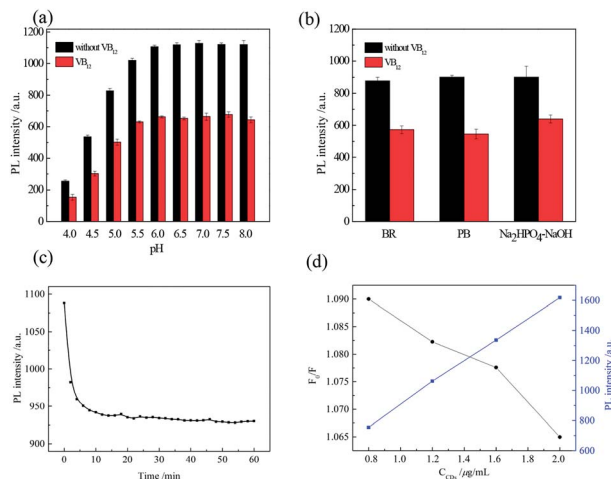 (a)
without VB12
VB12
PL intensity /a.u.
1200
1000
800
600
400
200
0
4.0 4.5 5.0 5.5 6.0 6.5 7.0 7.5 8.0
pH
(b)
without VB12
VB12
PL intensity /a.u.
1200
1000
800
600
400
200
0
BR PB Na2HPO4-NaOH
(c)
PL intensity /a.u.
1100
1050
1000
950
900
0 10 20 30 40 50 60
Time /min
(d)
F0/F
1.090
1.085
1.080
1.075
1.070
1.065
1600
1400
1200
1000
800
600
PL intensity /a.u.
0.8 1.0 1.2 1.4 1.6 1.8 2.0
CCDs /μg/mL